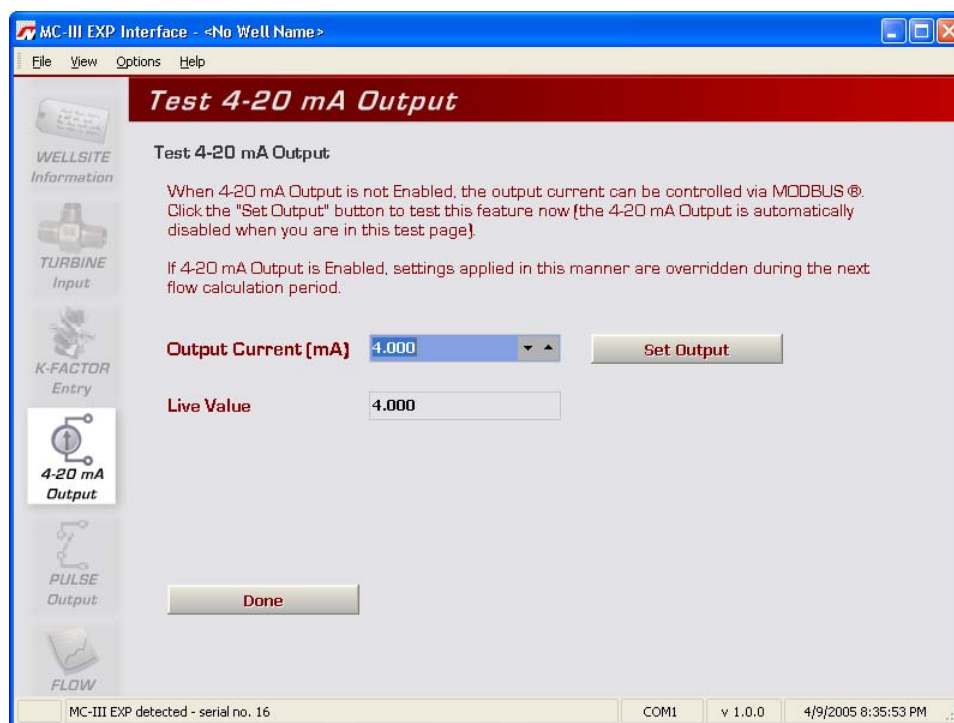 MC-III EXP Interface - <No Well Name>
File View Options Help
WELLSITE
Information
TURBINE
Input
K-FACTOR
Entry
4-20 mA
Output
PULSE
Output
FLOW
Test 4-20 mA Output
Test 4-20 mA Output
When 4-20 mA Output is not Enabled, the output current can be controlled via MODBUS ®.
Click the "Set Output" button to test this feature now (the 4-20 mA Output is automatically
disabled when you are in this test page).
If 4-20 mA Output is Enabled, settings applied in this manner are overridden during the next
flow calculation period.
Output Current (mA) 4.000 Set Output
Live Value 4.000
Done
MC-III EXP detected - serial no. 16 COM1 v 1.0.0 4/9/2005 8:35:53 PM